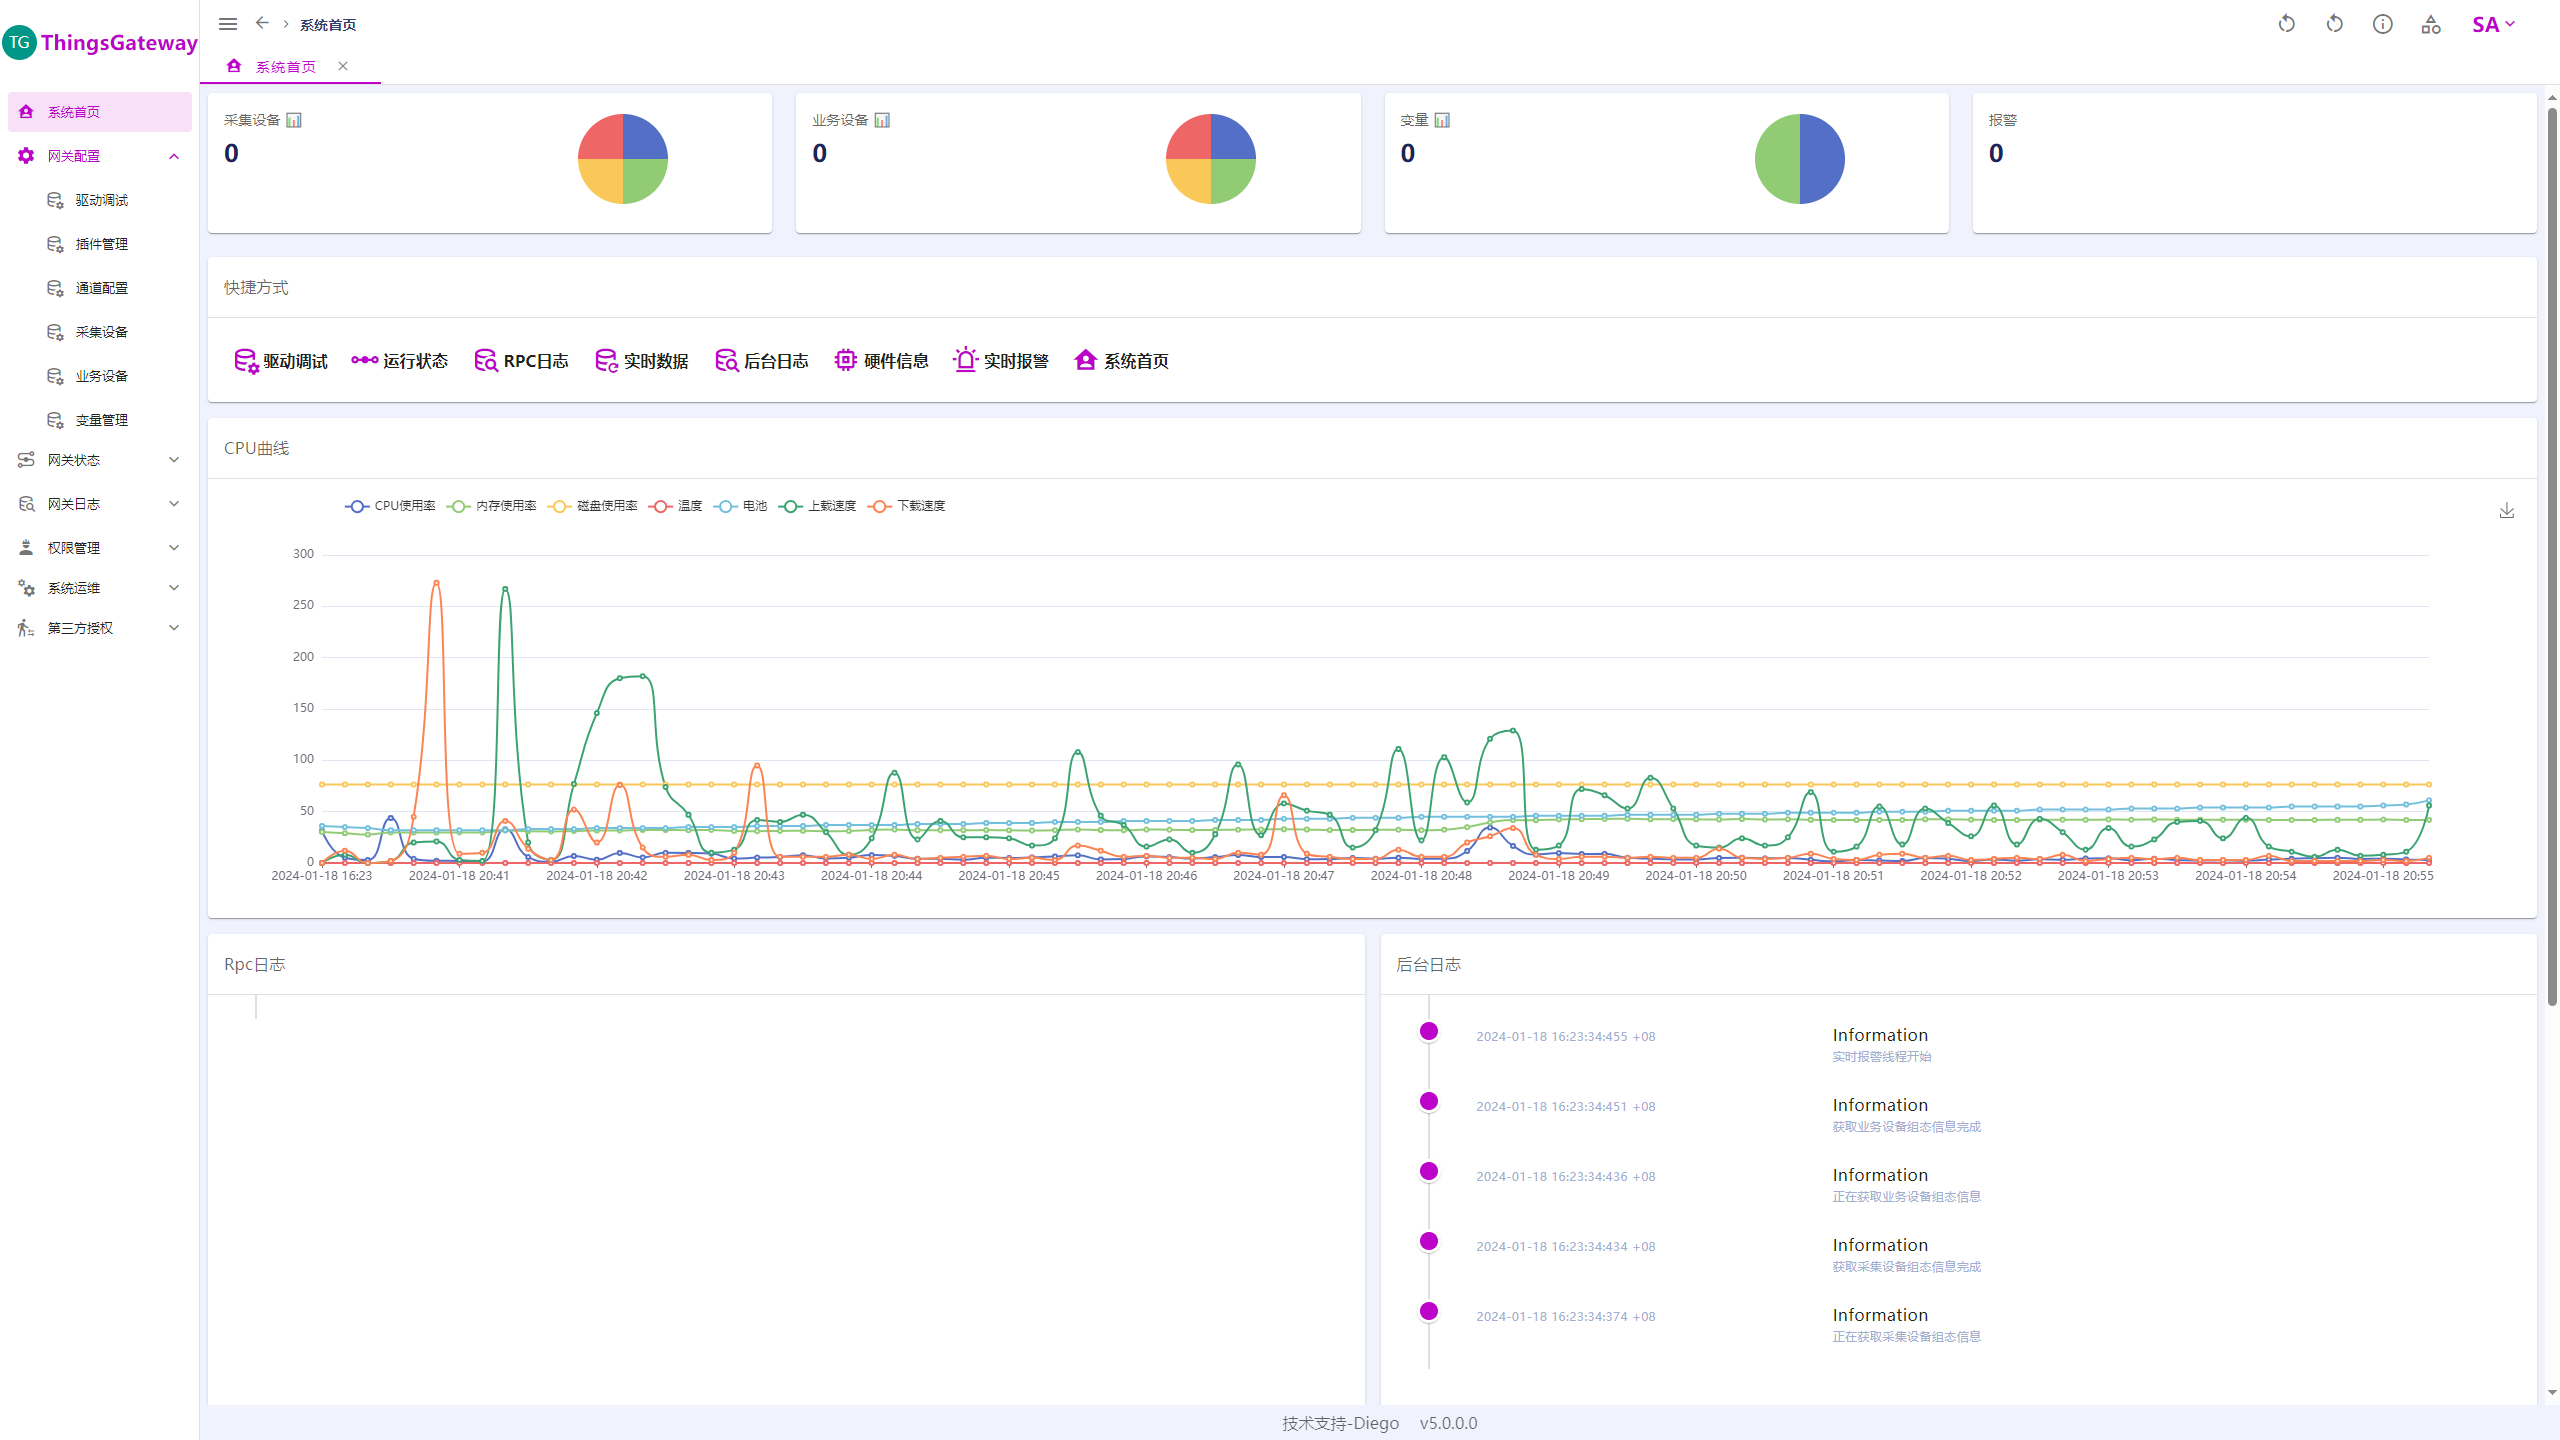 TG ThingsGateway
系统首页
网关配置
驱动调试
插件管理
通道配置
采集设备
业务设备
变量管理
网关状态
网关日志
权限管理
系统运维
第三方授权
系统首页
SA
系统首页
采集设备
0
业务设备
0
变量
0
报警
0
快捷方式
驱动调试 运行状态 RPC日志 实时数据 后台日志 硬件信息 实时报警 系统首页
CPU曲线
CPU使用率 内存使用率 磁盘使用率 温度 电池 上载速度 下载速度
300
250
200
150
100
50
0
2024-01-18 16:23 2024-01-18 20:41 2024-01-18 20:42 2024-01-18 20:43 2024-01-18 20:44 2024-01-18 20:45 2024-01-18 20:46 2024-01-18 20:47 2024-01-18 20:48 2024-01-18 20:49 2024-01-18 20:50 2024-01-18 20:51 2024-01-18 20:52 2024-01-18 20:53 2024-01-18 20:54 2024-01-18 20:55
Rpc日志
后台日志
2024-01-18 16:23:34:455 +08 Information
实时报警线程开始
2024-01-18 16:23:34:451 +08 Information
获取业务设备组态信息完成
2024-01-18 16:23:34:436 +08 Information
正在获取业务设备组态信息
2024-01-18 16:23:34:434 +08 Information
获取采集设备组态信息完成
2024-01-18 16:23:34:374 +08 Information
正在获取采集设备组态信息
技术支持-Diego v5.0.0.0